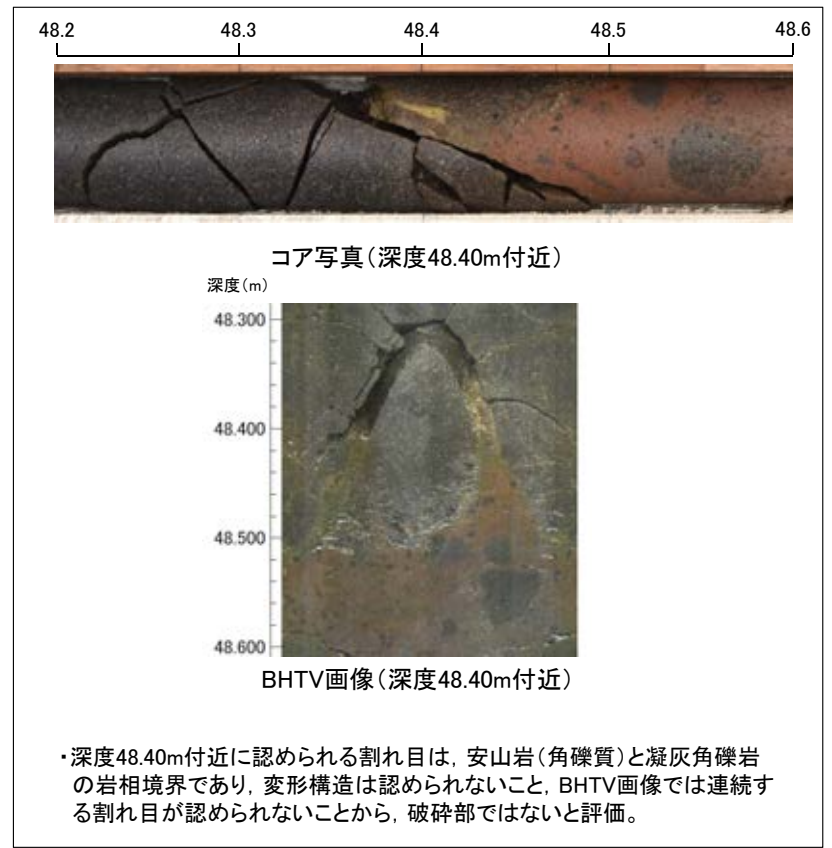 48.2 48.3 48.4 48.5 48.6
コア写真（深度48.40m付近）
深度（m）
48.300
48.400
48.500
48.600
BHTV画像（深度48.40m付近）
・深度48.40m付近に認められる割れ目は，安山岩（角礫質）と凝灰角礫岩
の岩相境界であり，変形構造は認められないこと，BHTV画像では連続す
る割れ目が認められないことから，破砕部ではないと評価。